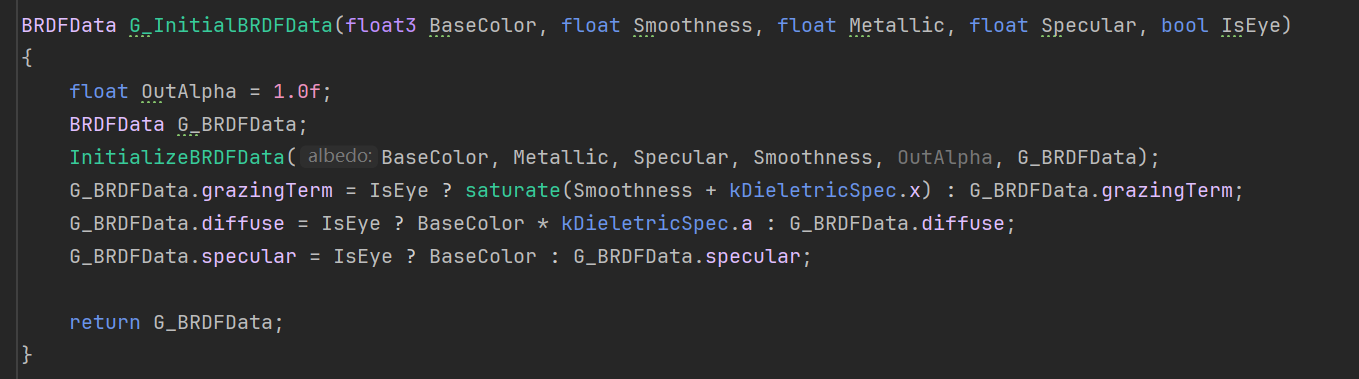 BRDFData G_InitialBRDFData(float3 BaseColor, float Smoothness, float Metallic, float Specular, bool IsEye)
{
    float OutAlpha = 1.0f;
    BRDFData G_BRDFData;
    InitializeBRDFData(albedo: BaseColor, Metallic, Specular, Smoothness, OutAlpha, G_BRDFData);
    G_BRDFData.grazingTerm = IsEye ? saturate(Smoothness + kDieletricSpec.x) : G_BRDFData.grazingTerm;
    G_BRDFData.diffuse = IsEye ? BaseColor * kDieletricSpec.a : G_BRDFData.diffuse;
    G_BRDFData.specular = IsEye ? BaseColor : G_BRDFData.specular;

    return G_BRDFData;
}